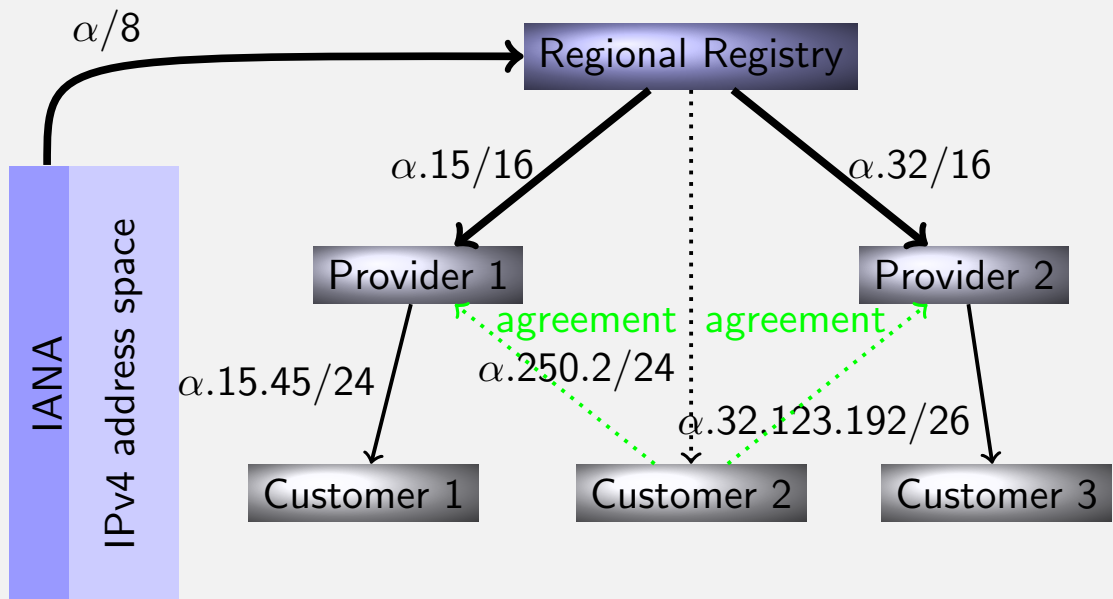 α/8
Regional Registry
α.15/16
α.32/16
Provider 1
Provider 2
agreement
agreement
α.250.2/24
α.15.45/24
α.32.123.192/26
IANA
IPv4 address space
Customer 1
Customer 2
Customer 3